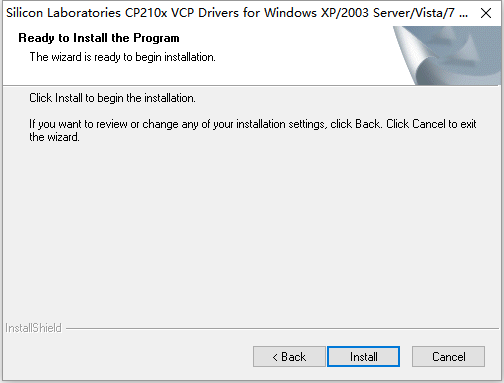 Silicon Laboratories CP210x VCP Drivers for Windows XP/2003 Server/Vista/7 ...
Ready to Install the Program
The wizard is ready to begin installation.
Click Install to begin the installation.
If you want to review or change any of your installation settings, click Back. Click Cancel to exit
the wizard.
InstallShield
< Back
Install
Cancel